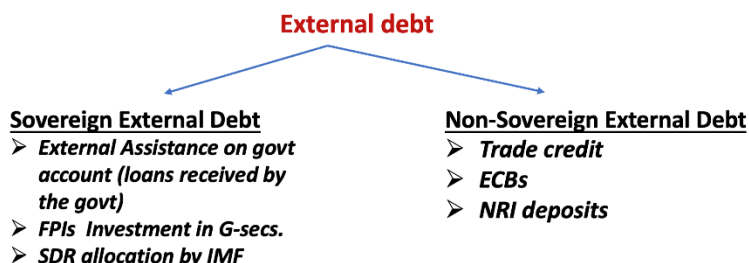 External debt
Sovereign External Debt
➢ External Assistance on govt
account (loans received by
the govt)
➢ FPIs Investment in G-secs.
➢ SDR allocation by IMF
Non-Sovereign External Debt
➢ Trade credit
➢ ECBs
➢ NRI deposits